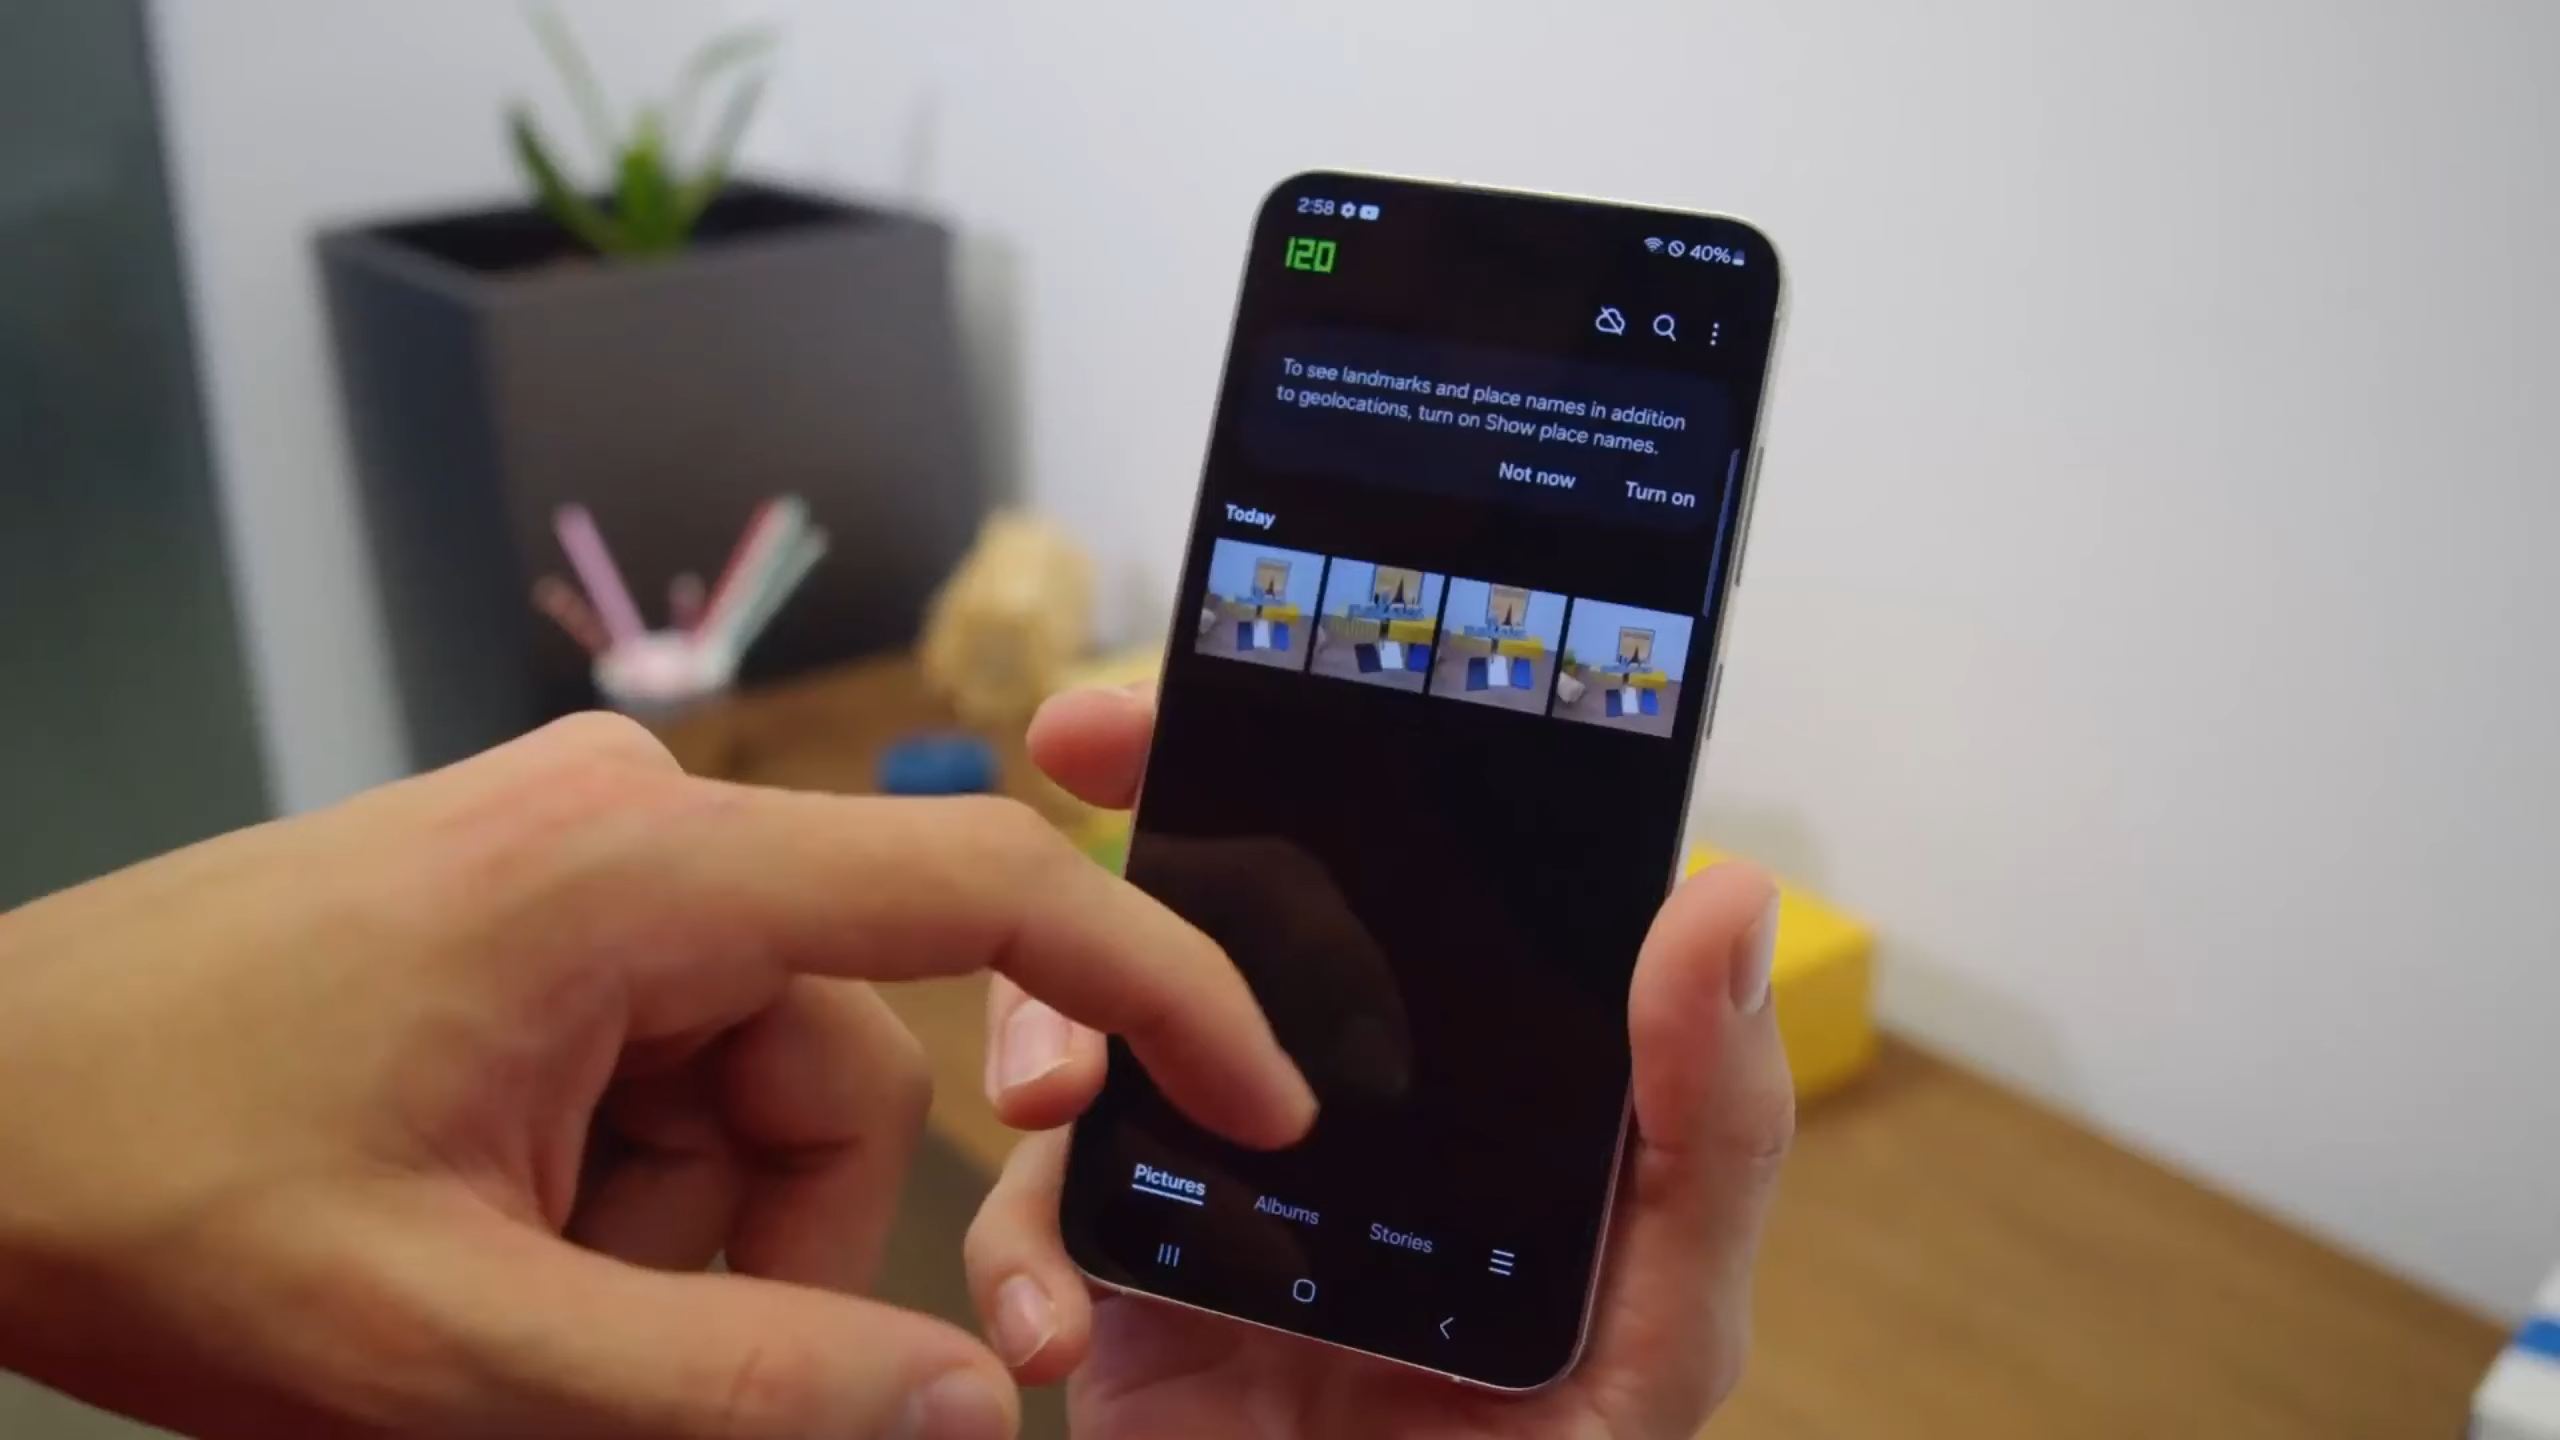 2:58
40%
120
To see landmarks and place names in addition
to geolocations, turn on Show place names.
Not now Turn on
Today
Pictures Albums Stories